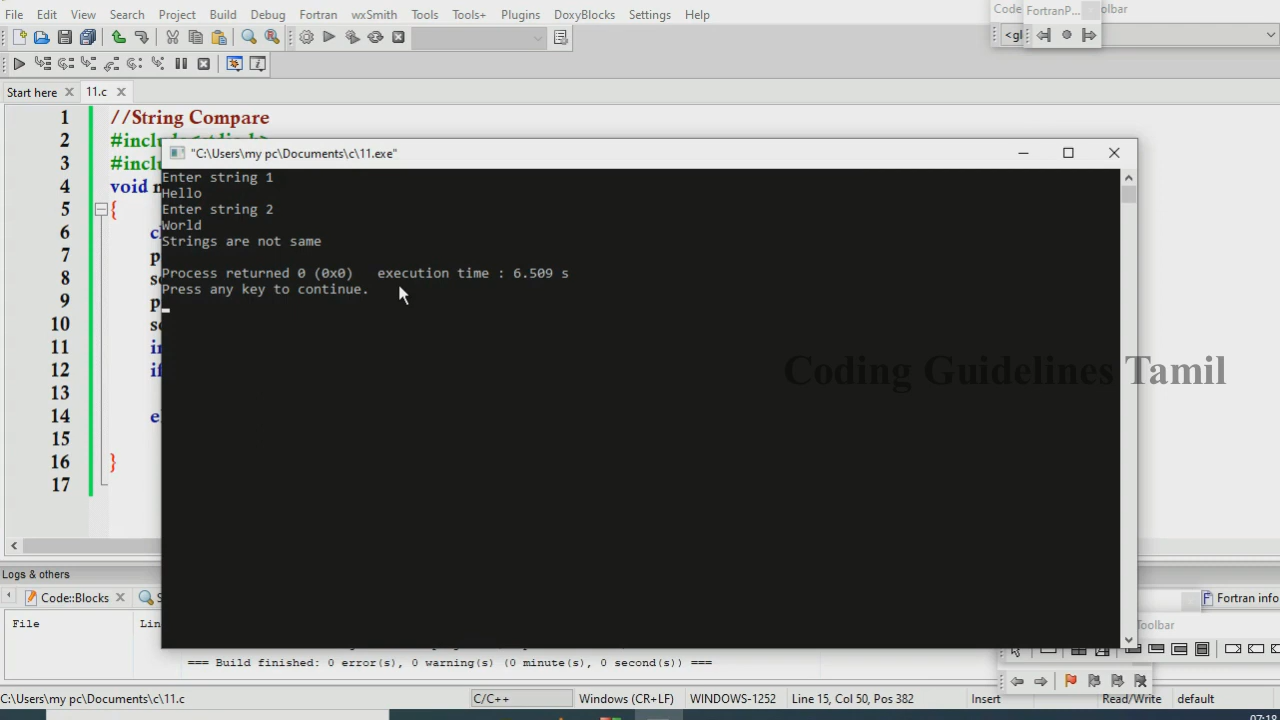 File Edit View Search Project Build Debug Fortran wxSmith Tools Tools+ Plugins DoxyBlocks Settings Help
Code
FortranP...
Start here
11.c
1 //String Compare
2
3
4 void
5 {
6
7
8
9
10
11
12
13
14
15
16 }
17
"C:\Users\my pc\Documents\c\11.exe"
Enter string 1
Hello
Enter string 2
World
Strings are not same
Process returned 0 (0x0) execution time : 6.509 s
Press any key to continue.
Coding Guidelines Tamil
Logs & others
Code::Blocks
Fortran info
File
Toolbar
=== Build finished: 0 error(s), 0 warning(s) (0 minute(s), 0 second(s)) ===
C:\Users\my pc\Documents\c\11.c C/C++ Windows (CR+LF) WINDOWS-1252 Line 15, Col 50, Pos 382 Insert Read/Write default